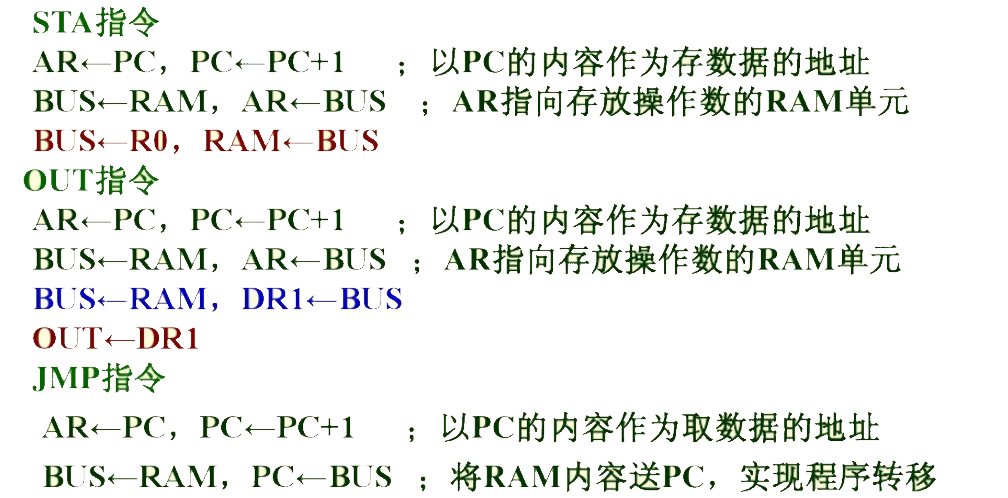 STA指令
AR←PC，PC←PC+1 ；以PC的内容作为存数据的地址
BUS←RAM，AR←BUS ；AR指向存放操作数的RAM单元
BUS←R0，RAM←BUS
OUT指令
AR←PC，PC←PC+1 ；以PC的内容作为存数据的地址
BUS←RAM，AR←BUS ；AR指向存放操作数的RAM单元
BUS←RAM，DR1←BUS
OUT←DR1
JMP指令
AR←PC，PC←PC+1 ；以PC的内容作为取数据的地址
BUS←RAM，PC←BUS ；将RAM内容送PC，实现程序转移